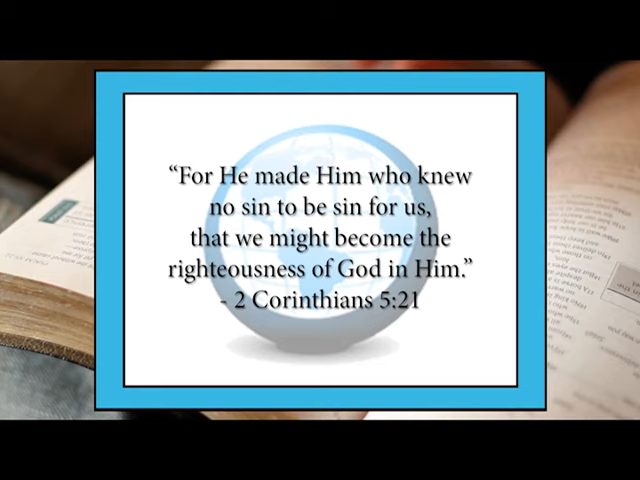 “For He made Him who knew
no sin to be sin for us,
that we might become the
righteousness of God in Him.”
- 2 Corinthians 5:21